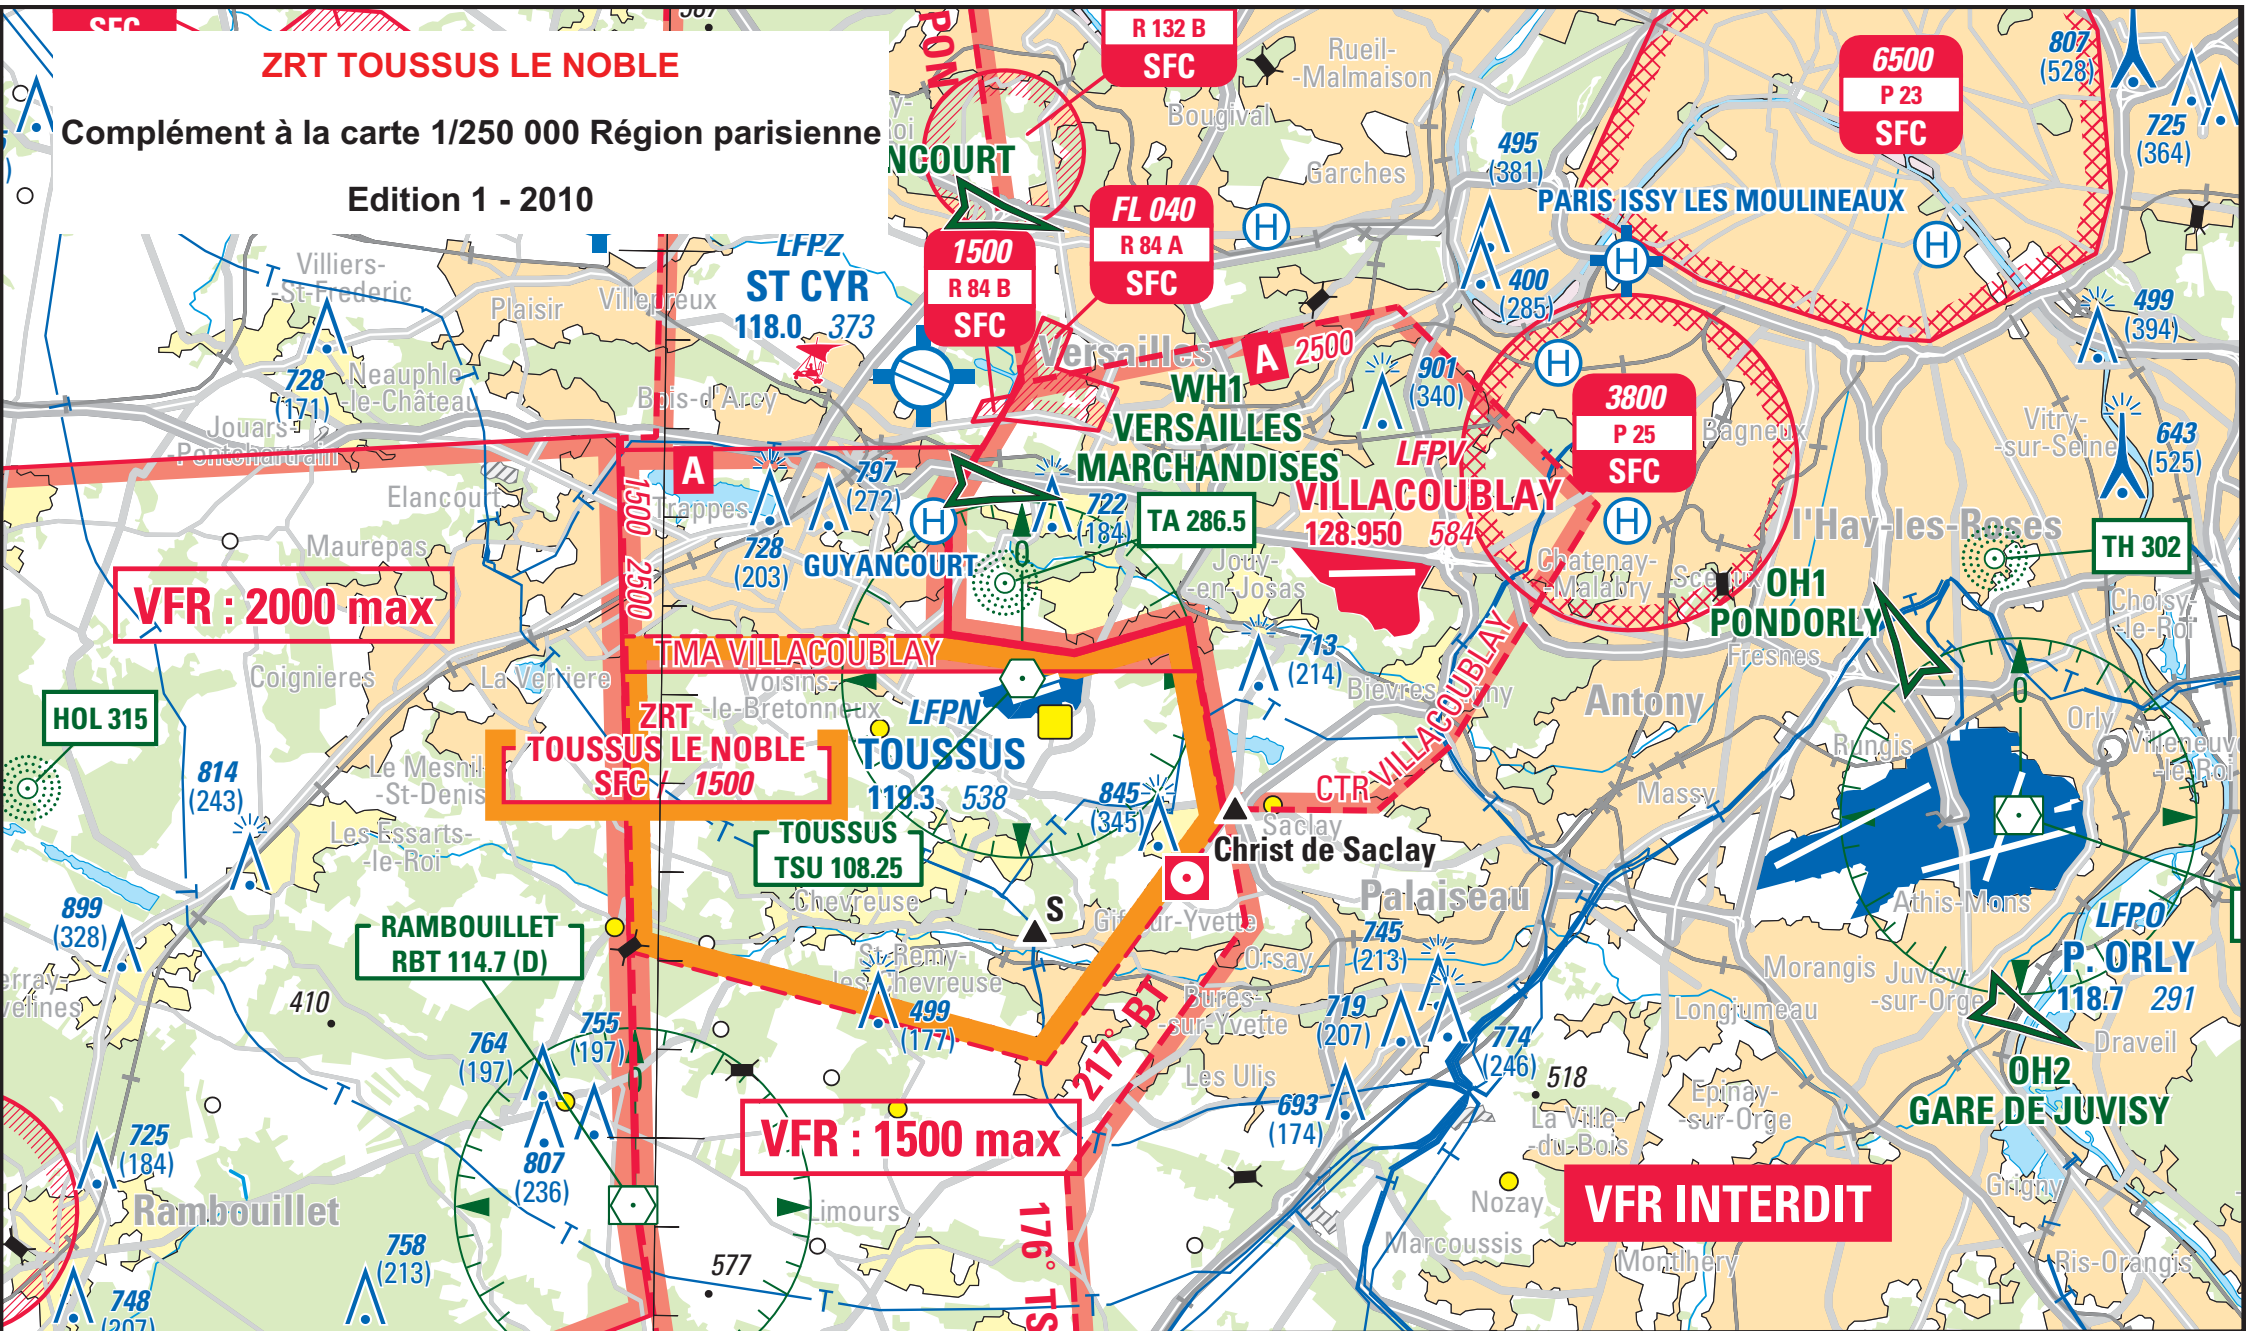 SFC
ZRT TOUSSUS LE NOBLE
Complément à la carte 1/250 000 Région parisienne
Edition 1 - 2010
PON
R 132 B
SFC
Rueil-
-Malmaison
Bougival
Garches
NCOURT
6500
P 23
SFC
807
(528)
725
(364)
495
(381)
PARIS ISSY LES MOULINEAUX
H
H
H
400
(285)
499
(394)
FL 040
R 84 A
SFC
1500
R 84 B
SFC
LFPZ
ST CYR
118.0 373
Villiers-
-St-Frederic
Plaisir
Villepreux
728
(171)
Neauphle-
-le-Château
Bois-d'Arcy
Jouars-
-Pontchartrain
Versailles
A 2500
WH1
VERSAILLES
MARCHANDISES
901
(340)
H
3800
P 25
SFC
Bagneux
Vitry-
-sur-Seine
643
(525)
LFPV
VILLACOUBLAY
128.950 584
H
l'Hay-les-Roses
TH 302
A
1500
2500
Elancourt
Trappes
797
(272)
728
(203)
H
GUYANCOURT
722
(184)
TA 286.5
0
Maurepas
VFR : 2000 max
Jouy-
-en-Josas
Chatenay-
-Malabry
Sceaux
OH1
PONDORLY
Fresnes
Choisy-
-le-Roi
Coignieres
La Verriere
TMA VILLACOUBLAY
Voisins-
-le-Bretonneux
713
(214)
Bievres
CTR VILLACOUBLAY
Antony
0
Orly
Rungis
Villeneuv
-le-Roi
HOL 315
ZRT
TOUSSUS LE NOBLE
SFC / 1500
LFPN
TOUSSUS
119.3 538
814
(243)
Le Mesnil-
-St-Denis
Les Essarts-
-le-Roi
845
(345)
TOUSSUS
TSU 108.25
Saclay
Christ de Saclay
Massy
Palaiseau
Athis-Mons
LFPO
P. ORLY
118.7 291
899
(328)
RAMBOUILLET
RBT 114.7 (D)
Chevreuse
S
Gif-sur-Yvette
St-Remy-
-les-Chevreuse
Orsay
745
(213)
Morangis
Juvisy-
-sur-Orge
410
499
(177)
217° BT
Bures-
-sur-Yvette
719
(207)
774
(246)
Longjumeau
Draveil
764
(197)
755
(197)
Les Ulis
518
OH2
GARE DE JUVISY
693
(174)
La Ville-
-du-Bois
Epinay-
-sur-Orge
VFR : 1500 max
725
(184)
807
(236)
Rambouillet
Limours
Nozay
VFR INTERDIT
Grigny
176° TS
Marcoussis
Montlhery
Ris-Orangis
758
(213)
577
748
(207)